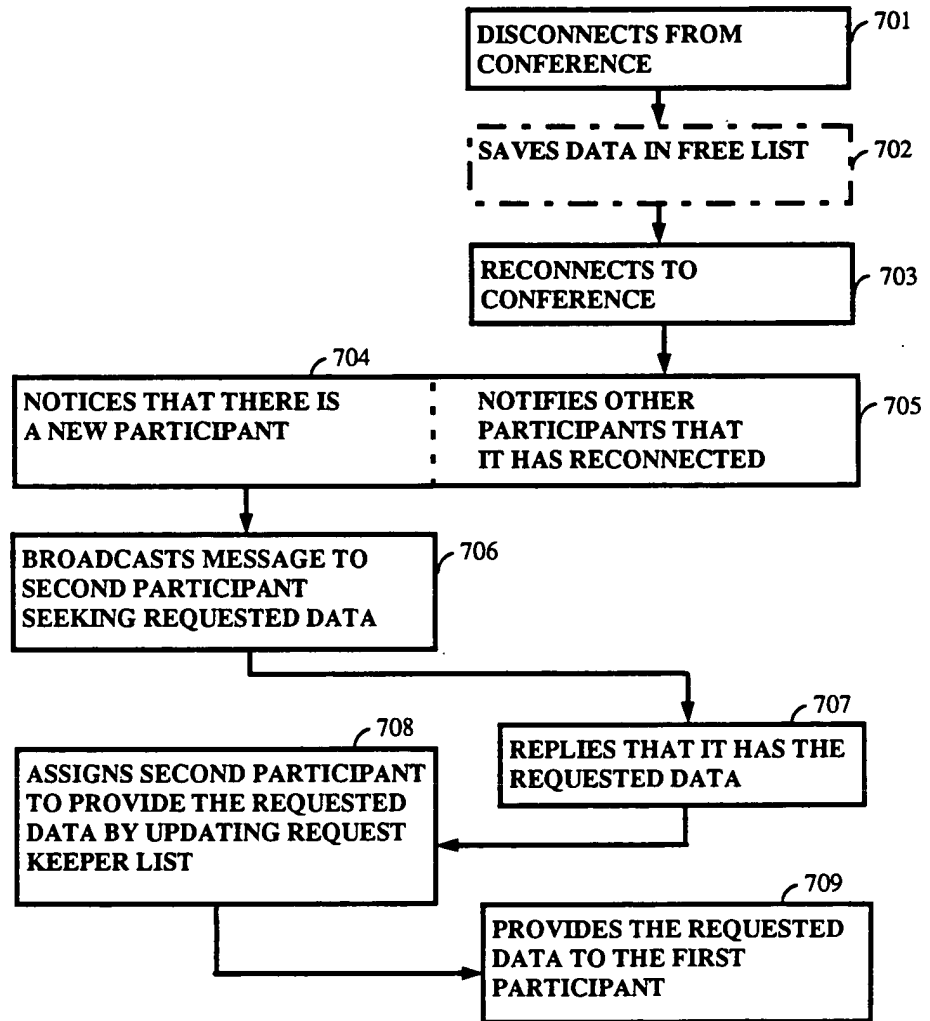 701
DISCONNECTS FROM
CONFERENCE
SAVES DATA IN FREE LIST
702
RECONNECTS TO
CONFERENCE
703
704
NOTICES THAT THERE IS
A NEW PARTICIPANT
NOTIFIES OTHER
PARTICIPANTS THAT
IT HAS RECONNECTED
705
BROADCASTS MESSAGE TO
SECOND PARTICIPANT
SEEKING REQUESTED DATA
706
707
REPLIES THAT IT HAS THE
REQUESTED DATA
708
ASSIGNS SECOND PARTICIPANT
TO PROVIDE THE REQUESTED
DATA BY UPDATING REQUEST
KEEPER LIST
709
PROVIDES THE REQUESTED
DATA TO THE FIRST
PARTICIPANT